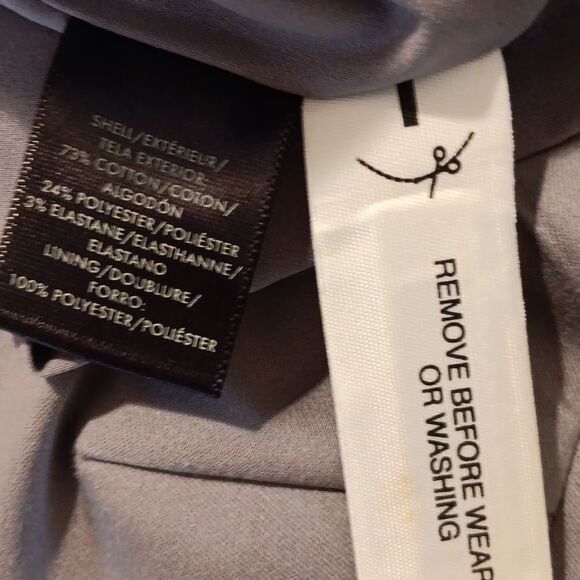 SHELL/EXTÉRIEUR/
TELA EXTERIOR:
73% COTTON/COTON/
ALGODÓN
24% POLYESTER/POLIÉSTER
3% ELASTANE/ELASTHANNE/
ELASTANO
LINING/DOUBLURE/
FORRO:
100% POLYESTER/POLIÉSTER
REMOVE BEFORE WEAR
OR WASHING